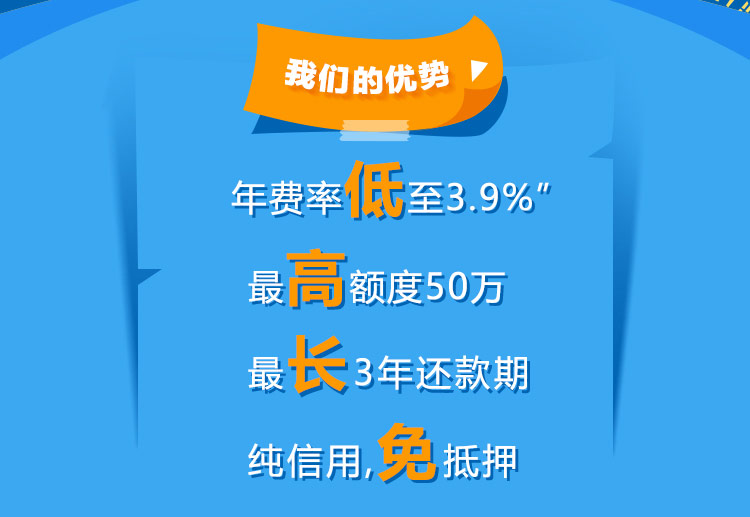 我们的优势
年费率低至3.9%”
最高额度50万
最长3年还款期
纯信用,免抵押